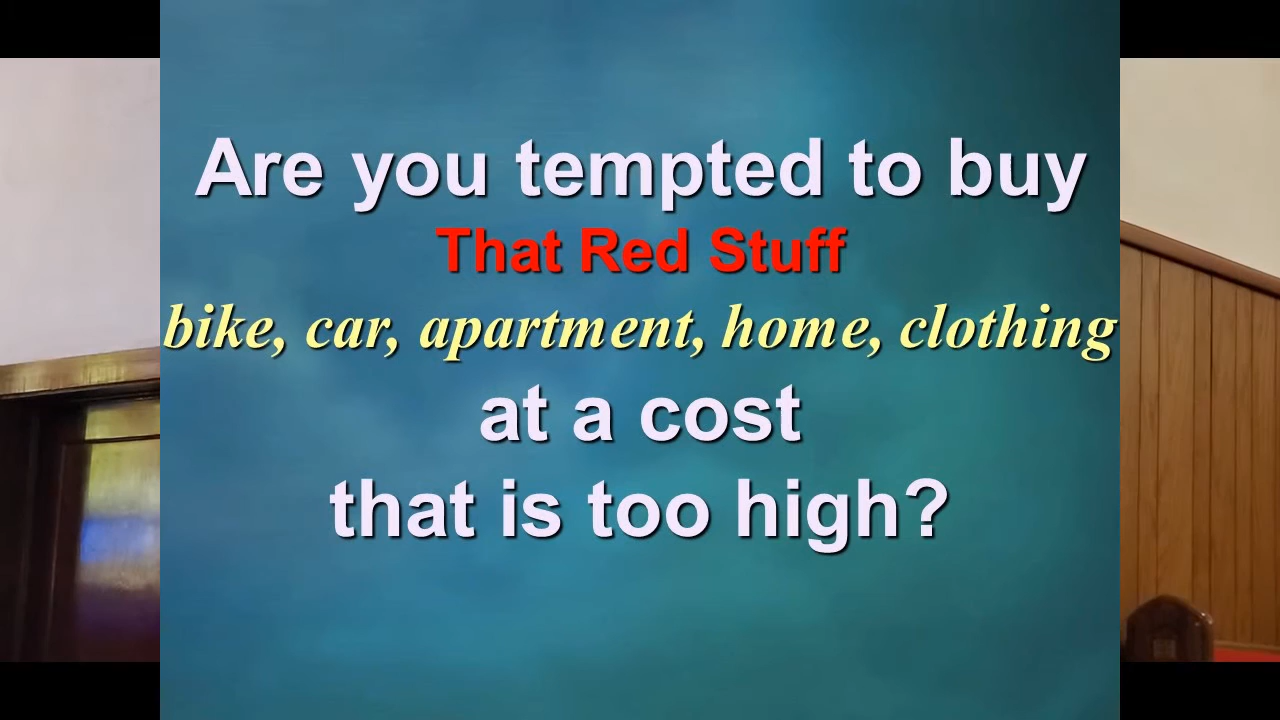 Are you tempted to buy
That Red Stuff
bike, car, apartment, home, clothing
at a cost
that is too high?